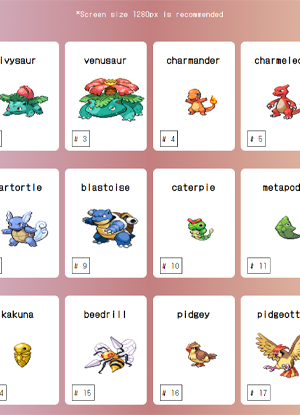 *Screen size 1280px is recommended
ivysaur venusaur charmander charmeleo
# 3 # 4 # 5
artortle blastoise caterpie metapod
# 9 # 10 # 11
kakuna beedrill pidgey pidgeott
4 # 15 # 16 # 17